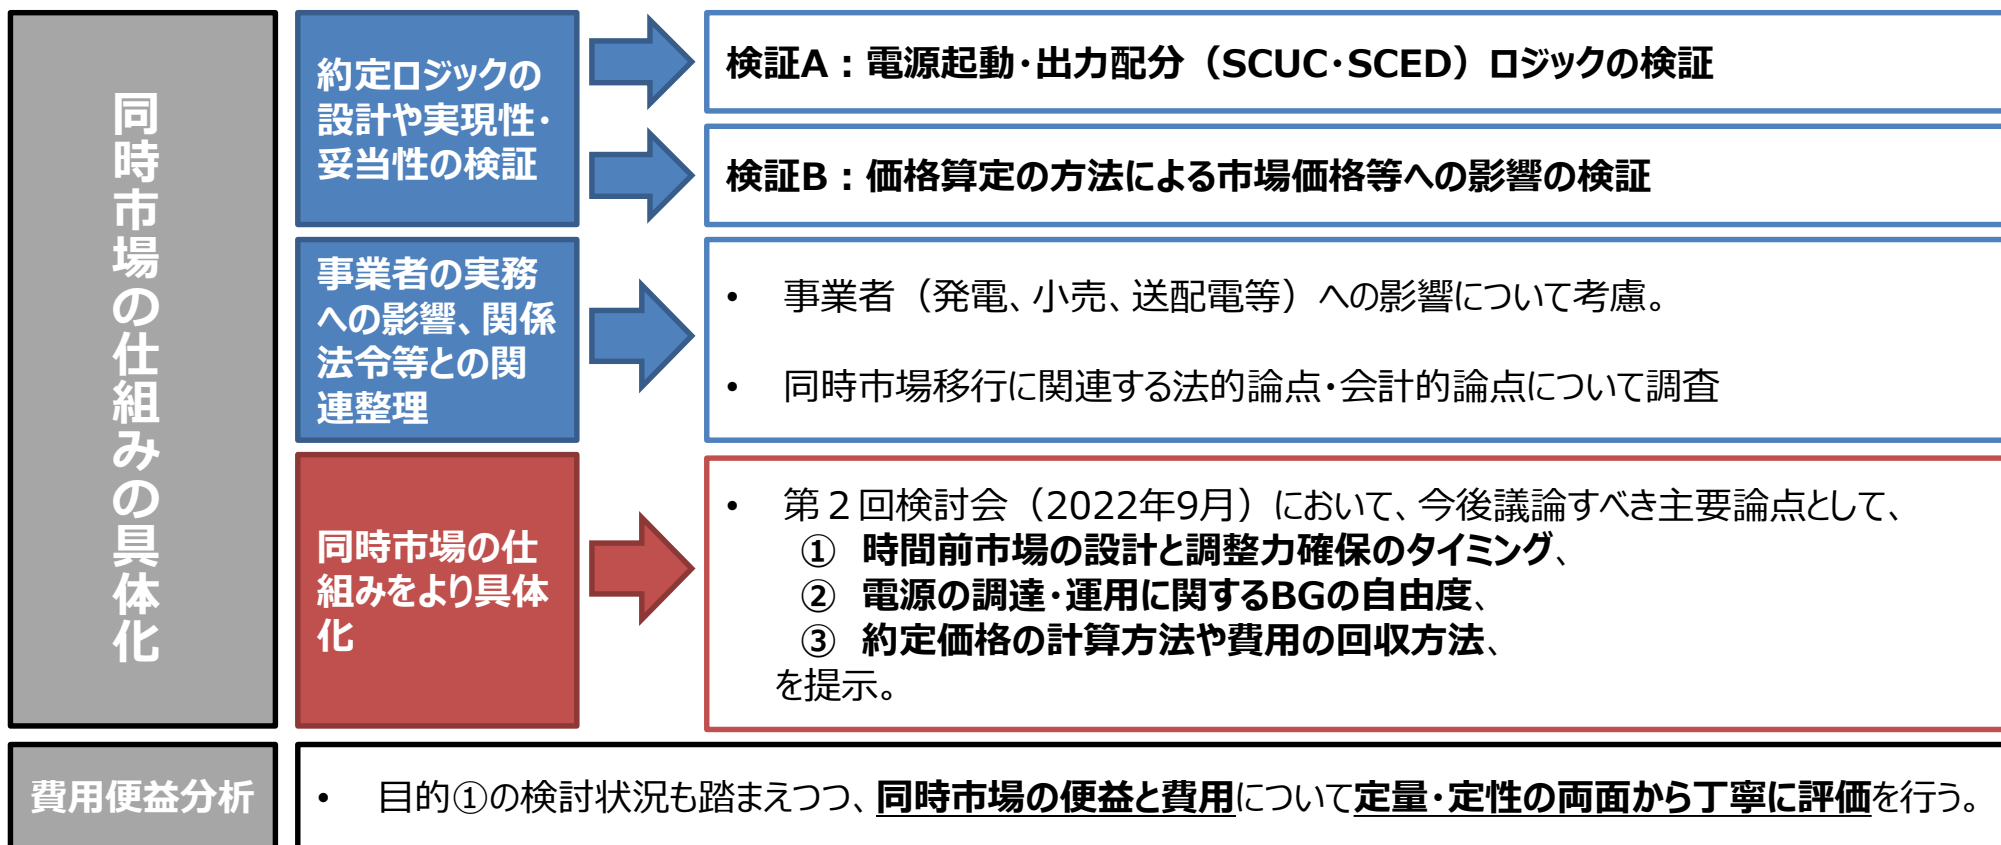 同時市場の仕組みの具体化
約定ロジックの
設計や実現性・
妥当性の検証
検証A：電源起動・出力配分（SCUC・SCED）ロジックの検証
検証B：価格算定の方法による市場価格等への影響の検証
事業者の実務
への影響、関係
法令等との関
連整理
• 事業者（発電、小売、送配電等）への影響について考慮。
• 同時市場移行に関連する法的論点・会計的論点について調査
同時市場の仕
組みをより具体
化
• 第２回検討会（2022年9月）において、今後議論すべき主要論点として、
① 時間前市場の設計と調整力確保のタイミング、
② 電源の調達・運用に関するBGの自由度、
③ 約定価格の計算方法や費用の回収方法、
を提示。
費用便益分析
• 目的①の検討状況も踏まえつつ、同時市場の便益と費用について定量・定性の両面から丁寧に評価を行う。